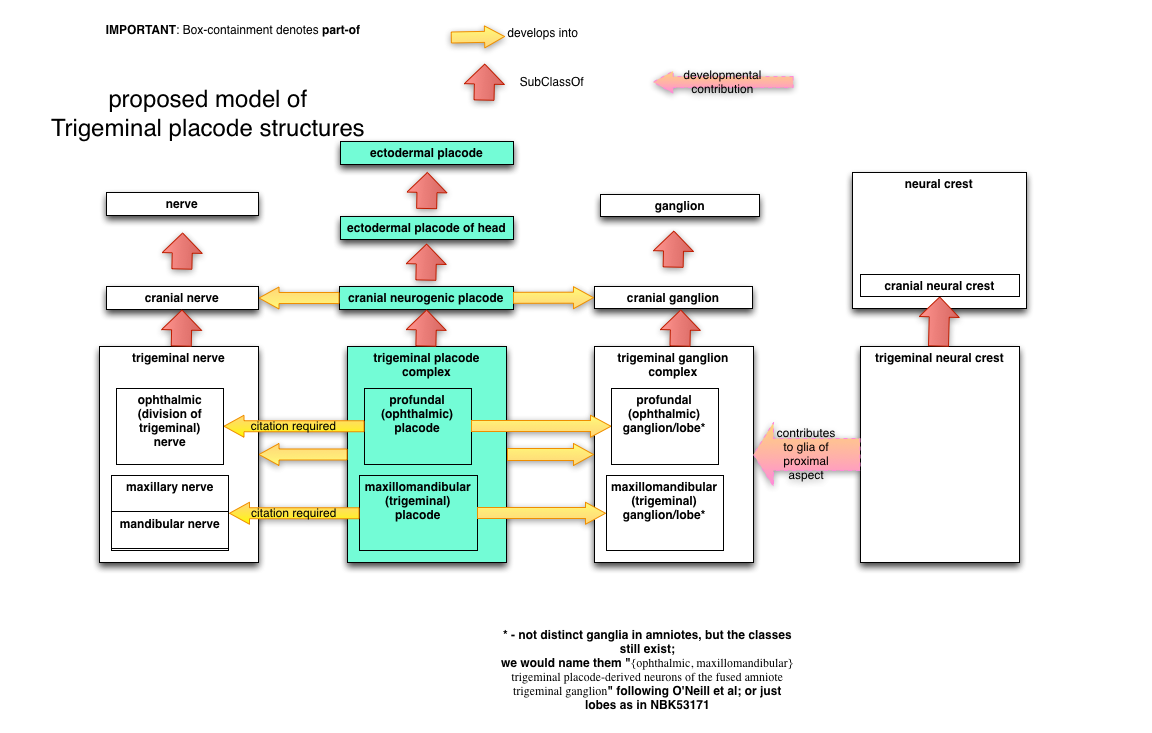 IMPORTANT: Box-containment denotes part-of
develops into
SubClassOf
developmental
contribution
proposed model of
Trigeminal placode structures
ectodermal placode
nerve
ganglion
neural crest
ectodermal placode of head
cranial nerve
cranial neurogenic placode
cranial ganglion
cranial neural crest
trigeminal nerve
ophthalmic
(division of
trigeminal)
nerve
maxillary nerve
mandibular nerve
citation required
citation required
trigeminal placode
complex
profundal
(ophthalmic)
placode
maxillomandibular
(trigeminal)
placode
trigeminal ganglion
complex
profundal
(ophthalmic)
ganglion/lobe*
maxillomandibular
(trigeminal)
ganglion/lobe*
contributes
to glia of
proximal
aspect
trigeminal neural crest
* - not distinct ganglia in amniotes, but the classes
still exist;
we would name them "{ophthalmic, maxillomandibular}
trigeminal placode-derived neurons of the fused amniote
trigeminal ganglion" following O'Neill et al; or just
lobes as in NBK53171